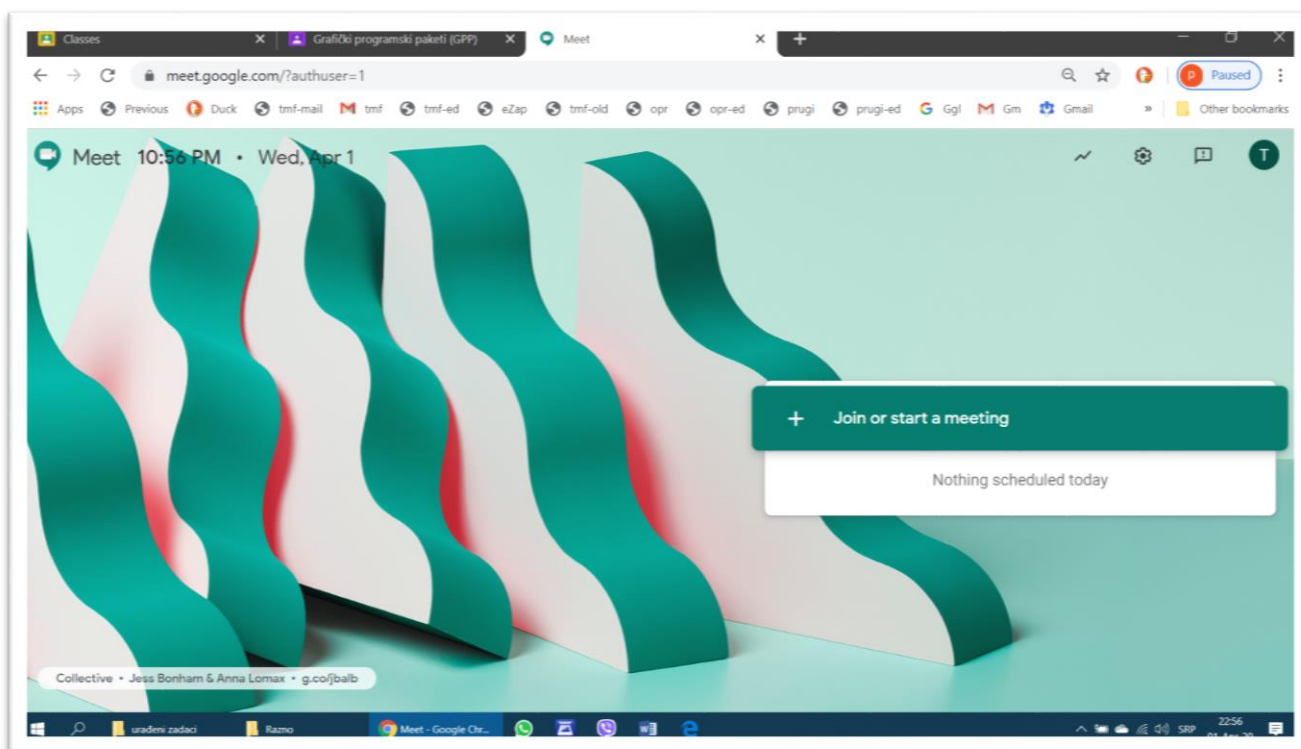 Classes Grafički programski paketi (GPP) Meet
meet.google.com/?authuser=1 Paused
Apps Previous Duck tmf-mail tmf tmf-ed eZap tmf-old opr opr-ed prugi prugi-ed Ggl Gm Gmail » Other bookmarks
Meet 10:56 PM • Wed, Apr 1 T
+ Join or start a meeting
Nothing scheduled today
Collective • Jess Bonham & Anna Lomax • g.co/jbalb
urađeni zadaci Razno Meet - Google Chr... SRP 22:56
01-Apr-20